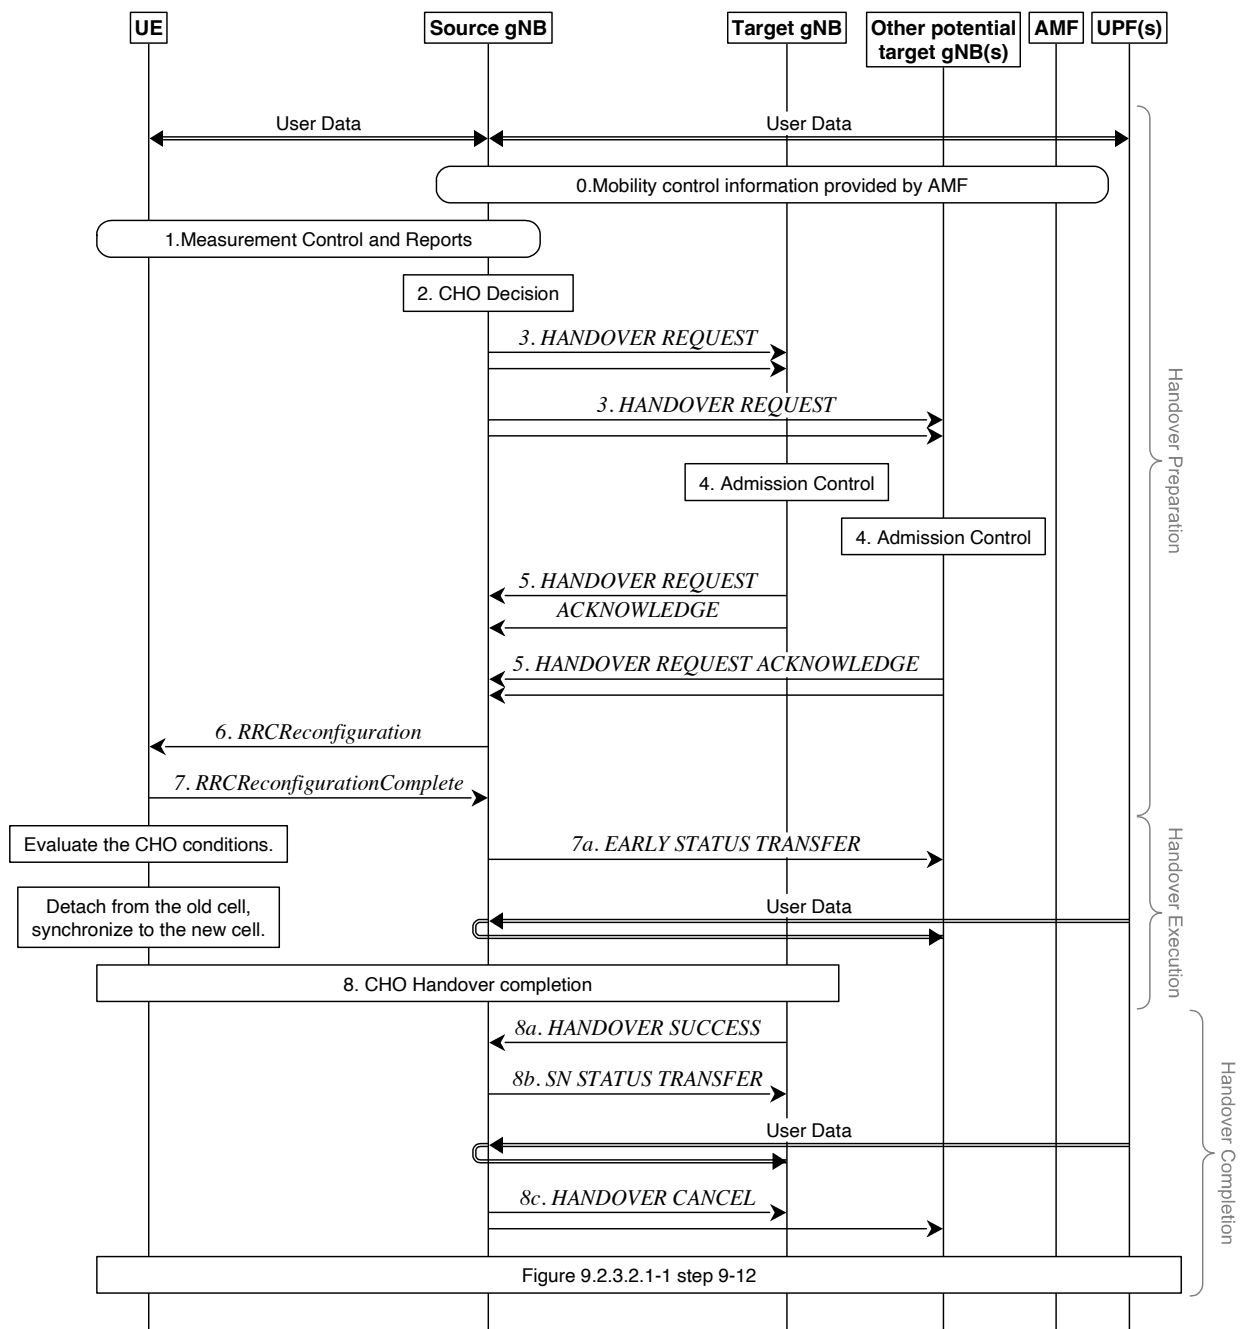 UE
Source gNB
Target gNB
Other potential
target gNB(s)
AMF
UPF(s)
User Data
User Data
0.Mobility control information provided by AMF
1.Measurement Control and Reports
2. CHO Decision
3. HANDOVER REQUEST
3. HANDOVER REQUEST
4. Admission Control
4. Admission Control
5. HANDOVER REQUEST
ACKNOWLEDGE
5. HANDOVER REQUEST ACKNOWLEDGE
6. RRCReconfiguration
7. RRCReconfigurationComplete
Handover Preparation
Evaluate the CHO conditions.
7a. EARLY STATUS TRANSFER
Detach from the old cell,
synchronize to the new cell.
User Data
Handover Execution
8. CHO Handover completion
8a. HANDOVER SUCCESS
8b. SN STATUS TRANSFER
User Data
8c. HANDOVER CANCEL
Handover Completion
Figure 9.2.3.2.1-1 step 9-12